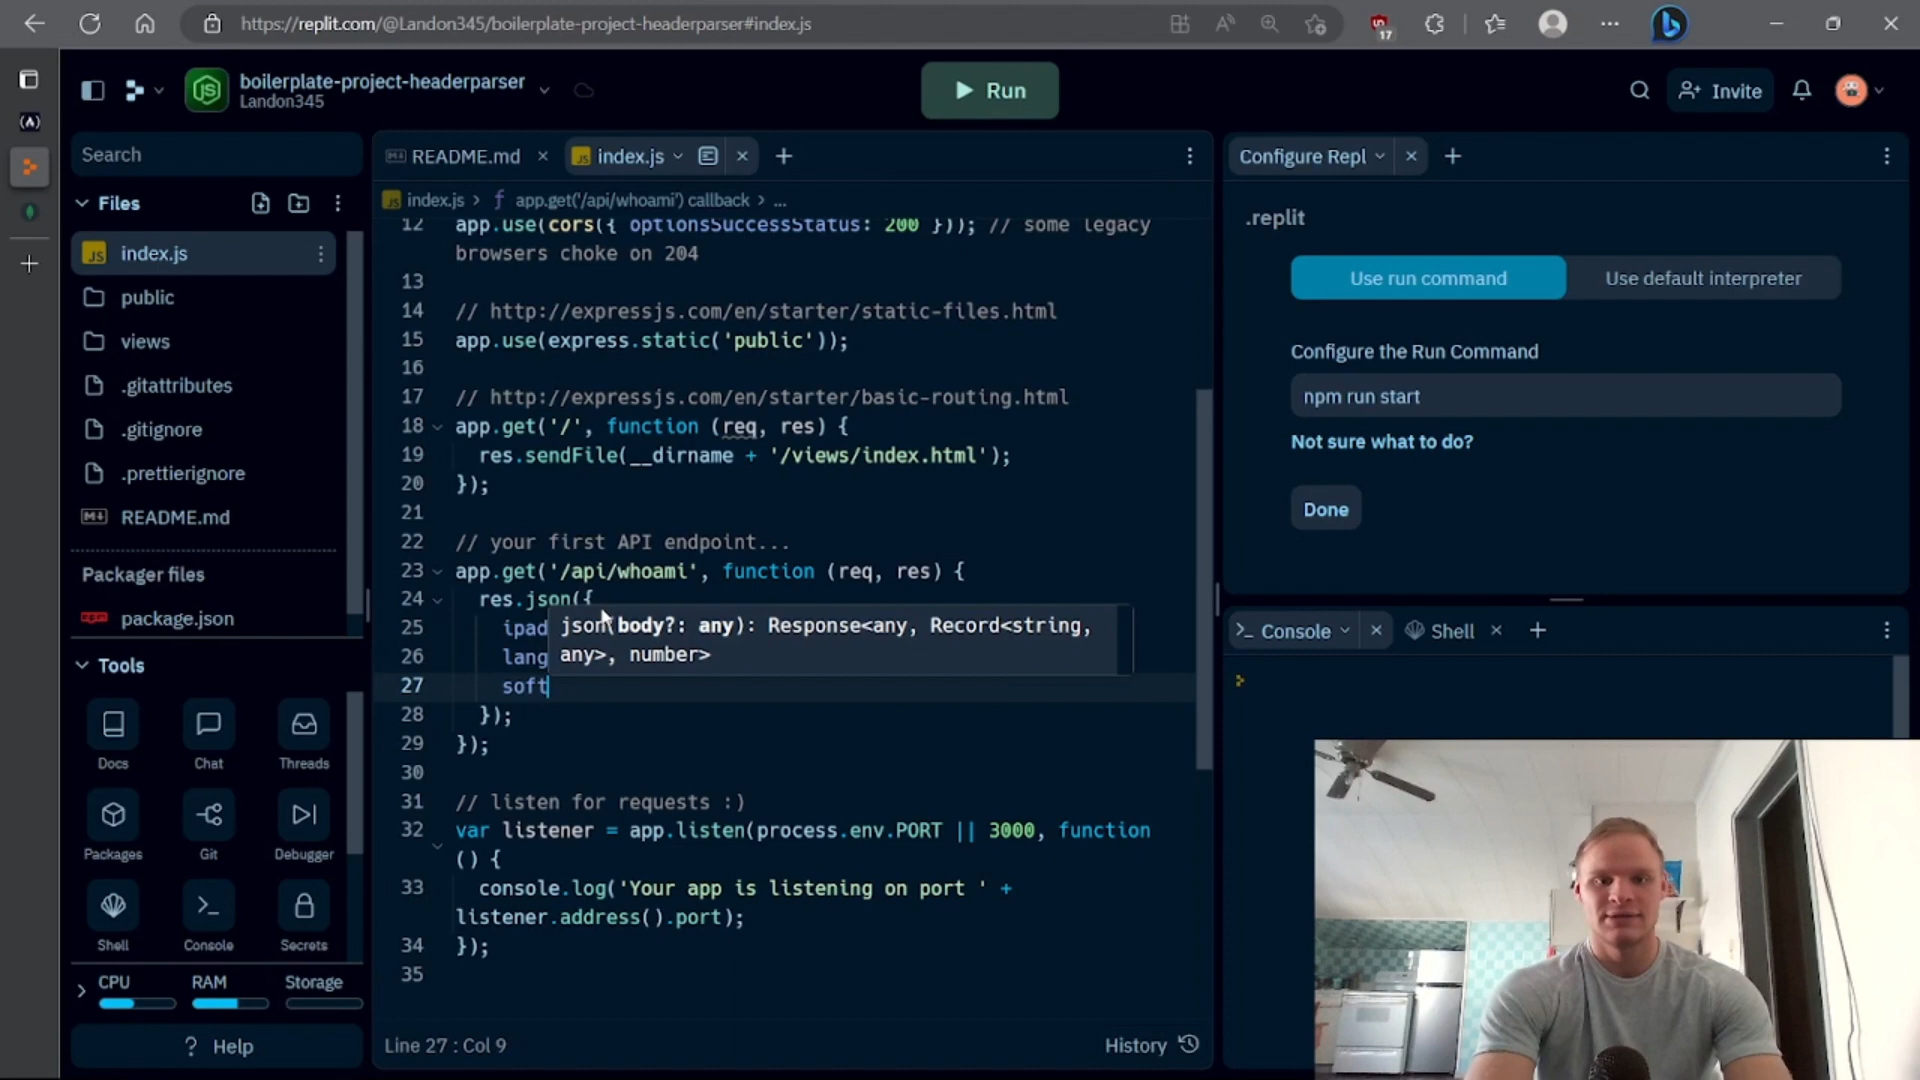 https://replit.com/@Landon345/boilerplate-project-headerparser#index.js
17
boilerplate-project-headerparser
Landon345
Run
Invite
Search
Files
index.js
public
views
.gitattributes
.gitignore
.prettierignore
README.md
Packager files
package.json
Tools
Docs
Chat
Threads
Packages
Git
Debugger
Shell
Console
Secrets
CPU
RAM
Storage
? Help
README.md
index.js
index.js > app.get('/api/whoami') callback > ...
12 app.use(cors({ optionsSuccessStatus: 200 })); // some legacy
browsers choke on 204
13
14 // http://expressjs.com/en/starter/static-files.html
15 app.use(express.static('public'));
16
17 // http://expressjs.com/en/starter/basic-routing.html
18 app.get('/', function (req, res) {
19 res.sendFile(__dirname + '/views/index.html');
20 });
21
22 // your first API endpoint...
23 app.get('/api/whoami', function (req, res) {
24 res.json({
25 ipad
26 lang
27 soft
28 });
29 });
30
31 // listen for requests :)
32 var listener = app.listen(process.env.PORT || 3000, function
() {
33 console.log('Your app is listening on port ' +
listener.address().port);
34 });
35
json(body?: any): Response<any, Record<string,
any>, number>
Line 27 : Col 9
History
Configure Repl
.replit
Use run command
Use default interpreter
Configure the Run Command
npm run start
Not sure what to do?
Done
Console
Shell